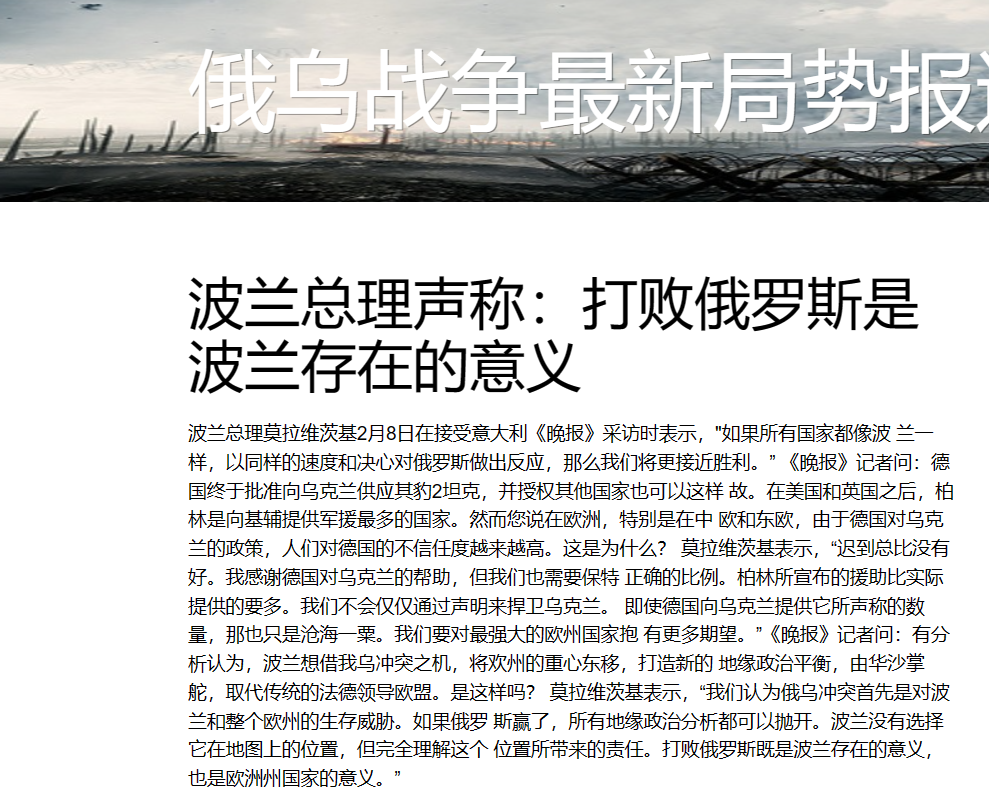 俄乌战争最新局势报
波兰总理声称：打败俄罗斯是
波兰存在的意义
波兰总理莫拉维茨基2月8日在接受意大利《晚报》采访时表示，"如果所有国家都像波 兰一
样，以同样的速度和决心对俄罗斯做出反应，那么我们将更接近胜利。” 《晚报》记者问：德
国终于批准向乌克兰供应其豹2坦克，并授权其他国家也可以这样 故。在美国和英国之后，柏
林是向基辅提供军援最多的国家。然而您说在欧洲，特别是在中 欧和东欧，由于德国对乌克
兰的政策，人们对德国的不信任度越来越高。这是为什么？ 莫拉维茨基表示，“迟到总比没有
好。我感谢德国对乌克兰的帮助，但我们也需要保特 正确的比例。柏林所宣布的援助比实际
提供的要多。我们不会仅仅通过声明来捍卫乌克兰。 即使德国向乌克兰提供它所声称的数
量，那也只是沧海一粟。我们要对最强大的欧州国家抱 有更多期望。”《晚报》记者问：有分
析认为，波兰想借我乌冲突之机，将欢州的重心东移，打造新的 地缘政治平衡，由华沙掌
舵，取代传统的法德领导欧盟。是这样吗？ 莫拉维茨基表示，“我们认为俄乌冲突首先是对波
兰和整个欧州的生存威胁。如果俄罗 斯赢了，所有地缘政治分析都可以抛开。波兰没有选择
它在地图上的位置，但完全理解这个 位置所带来的责任。打败俄罗斯既是波兰存在的意义，
也是欧洲州国家的意义。”